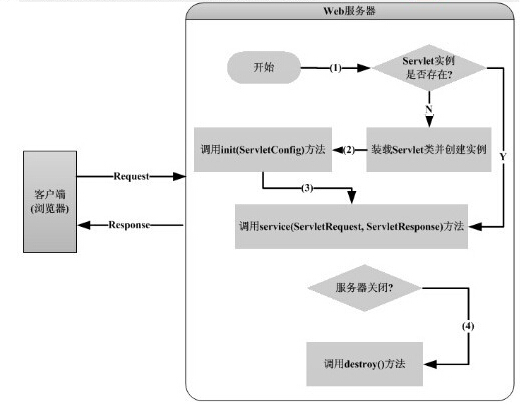 Web服务器
开始
(1)
Servlet实例
是否存在?
N
Y
装载Servlet类并创建实例
(2)
调用init(ServletConfig)方法
(3)
客户端
(浏览器)
Request
Response
调用service(ServletRequest, ServletResponse)方法
服务器关闭?
(4)
调用destroy()方法